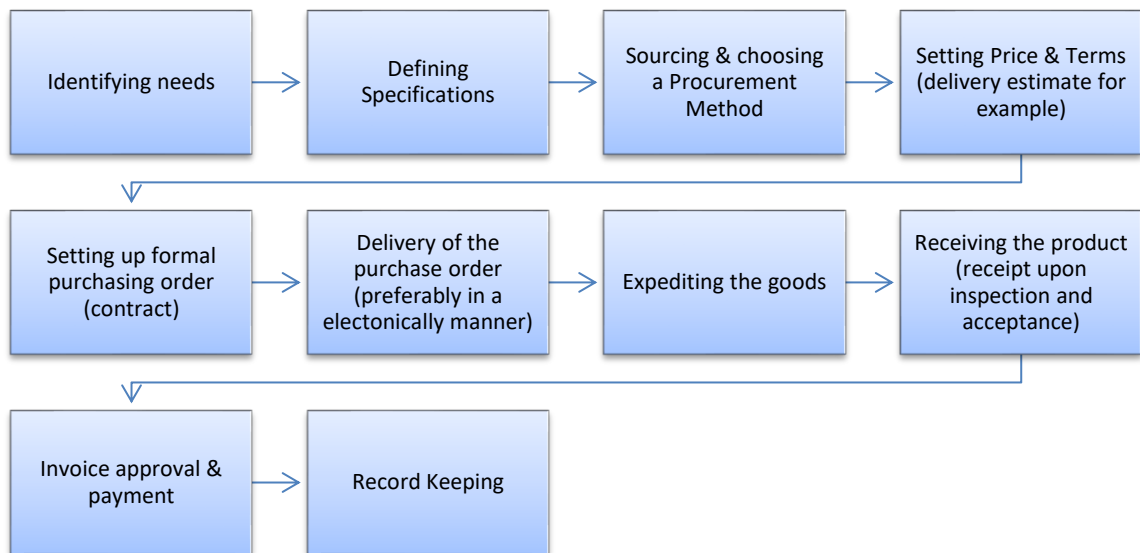 Identifying needs
Defining
Specifications
Sourcing & choosing
a Procurement
Method
Setting Price & Terms
(delivery estimate for
example)
Setting up formal
purchasing order
(contract)
Delivery of the
purchase order
(preferably in a
electonically manner)
Expediting the goods
Receiving the product
(receipt upon
inspection and
acceptance)
Invoice approval &
payment
Record Keeping